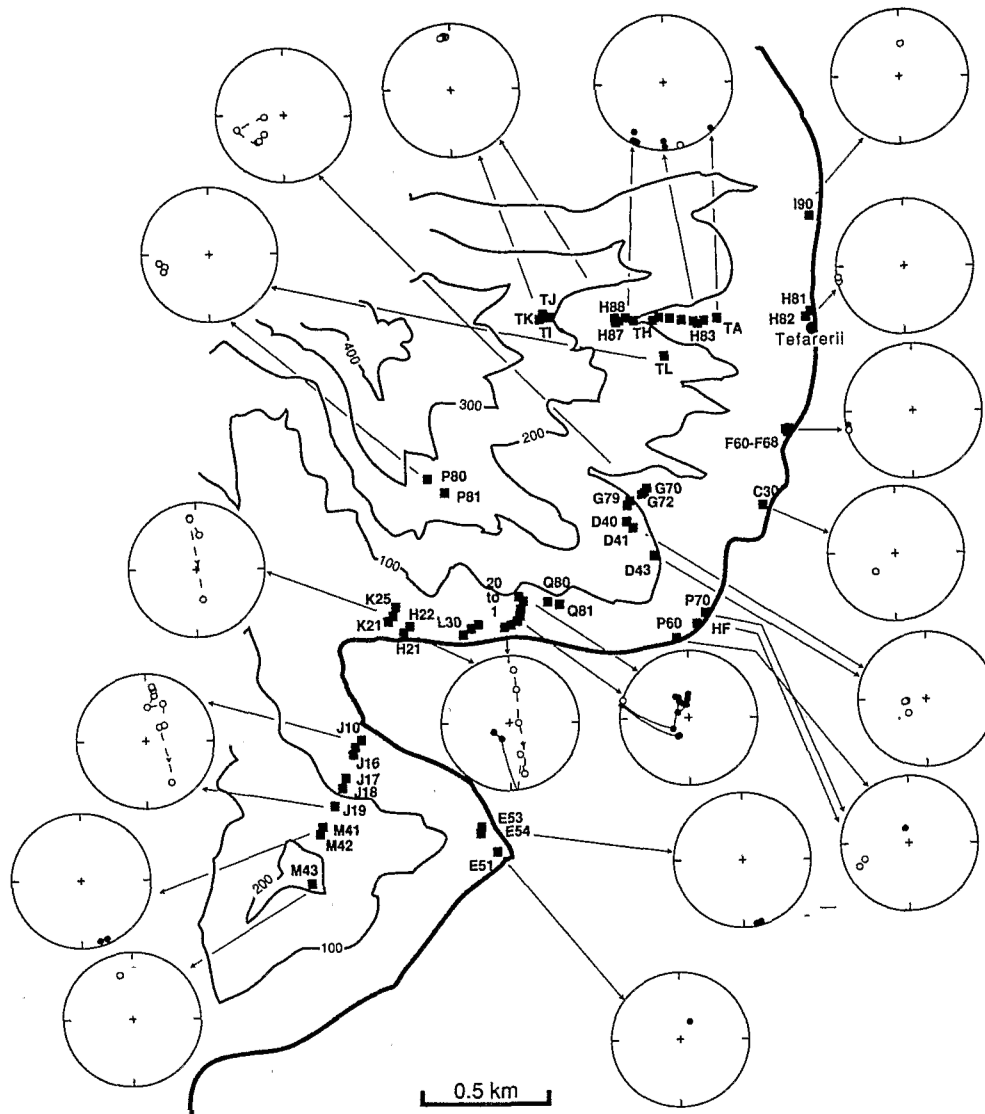 I90
H81
H82
Tefarerii
TJ
TK
TI
H88
H87
TH
H83
TA
TL
400
300
200
F60-F68
P80
P81
G79
G70
G72
C30
D40
D41
D43
100
K25
K21
H22
H21
L30
20
to
1
Q80
Q81
P70
P60
HF
J10
J16
J17
J18
J19
M41
M42
M43
200
100
E53
E54
E51
0.5 km